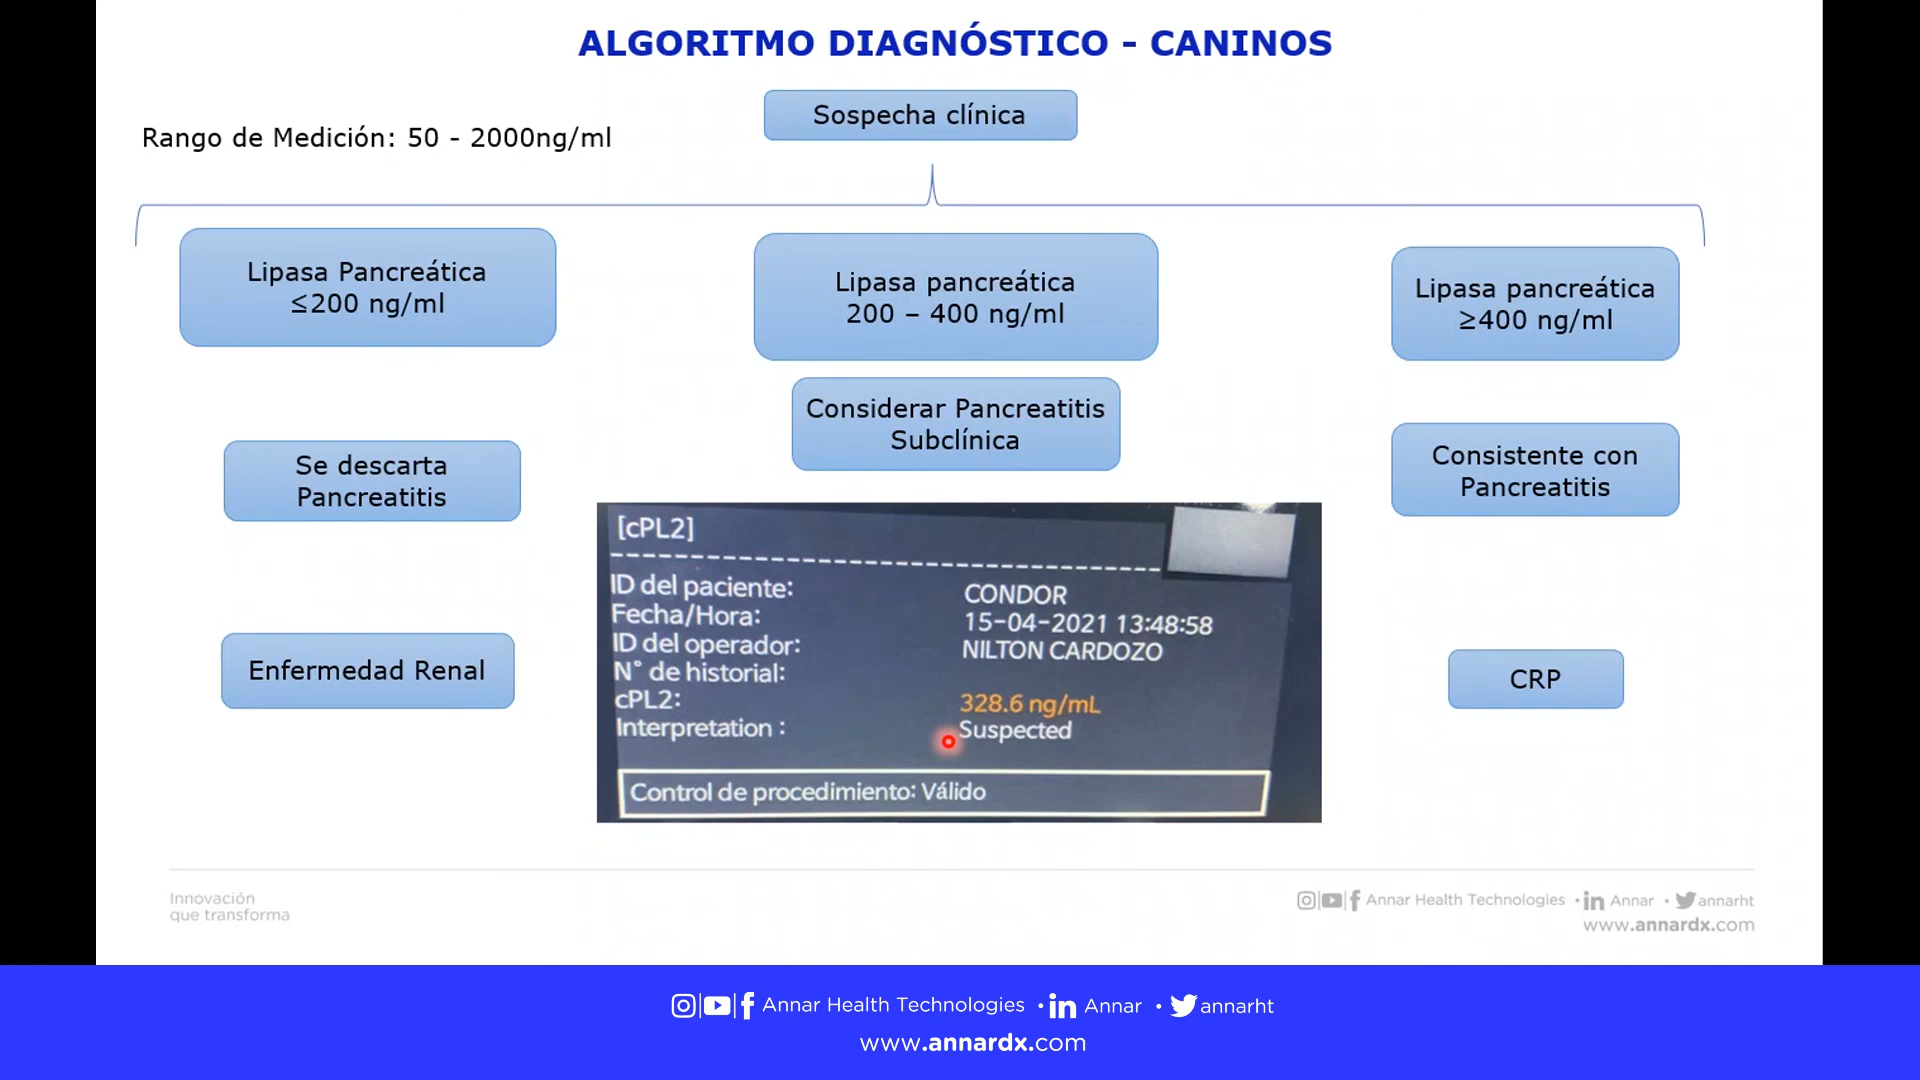 ALGORITMO DIAGNÓSTICO - CANINOS
Sospecha clínica
Rango de Medición: 50 - 2000ng/ml
Lipasa Pancreática
≤200 ng/ml
Lipasa pancreática
200 – 400 ng/ml
Lipasa pancreática
≥400 ng/ml
Considerar Pancreatitis
Subclínica
Se descarta
Pancreatitis
Consistente con
Pancreatitis
Enfermedad Renal
CRP
[cPL2]
ID del paciente: CONDOR
Fecha/Hora: 15-04-2021 13:48:58
ID del operador: NILTON CARDOZO
N° de historial:
cPL2: 328.6 ng/mL
Interpretation : Suspected
Control de procedimiento: Válido
Innovación
que transforma
Annar Health Technologies • Annar • annarht
www.annardx.com
Annar Health Technologies • Annar • annarht
www.annardx.com